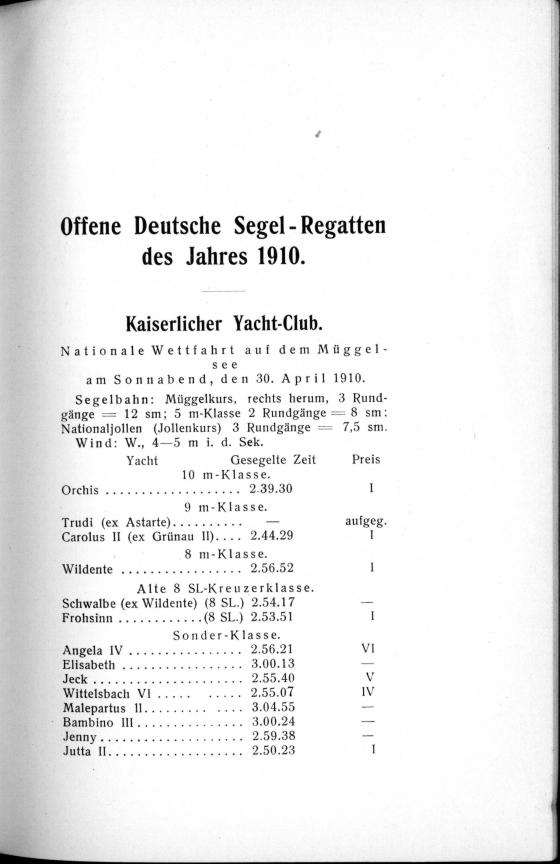 Offene Deutsche Segel-Regatten
des Jahres 1910.
Kaiserlicher Yacht-Club.
Nationale Wettfahrt auf dem Müggel-
see
am Sonnabend, den 30. April 1910.
Segelbahn: Müggelkurs, rechts herum, 3 Rund-
gänge = 12 sm; 5 m-Klasse 2 Rundgänge = 8 sm;
Nationaljollen (Jollenkurs) 3 Rundgänge = 7,5 sm.
Wind: W., 4—5 m i. d. Sek.
Yacht Gesegelte Zeit Preis
10 m-Klasse.
Orchis ................... 2.39.30 I
9 m-Klasse.
Trudi (ex Astarte).......... — aufgeg.
Carolus II (ex Grünau II).... 2.44.29 I
8 m-Klasse.
Wildente ................. 2.56.52 I
Alte 8 SL-Kreuzerklasse.
Schwalbe (ex Wildente) (8 SL.) 2.54.17 —
Frohsinn ............(8 SL.) 2.53.51 I
Sonder-Klasse.
Angela IV ................ 2.56.21 VI
Elisabeth ................. 3.00.13 —
Jeck ..................... 2.55.40 V
Wittelsbach VI ..... ..... 2.55.07 IV
Malepartus II......... .... 3.04.55 —
Bambino III............... 3.00.24 —
Jenny.................... 2.59.38 —
Jutta II................... 2.50.23 I